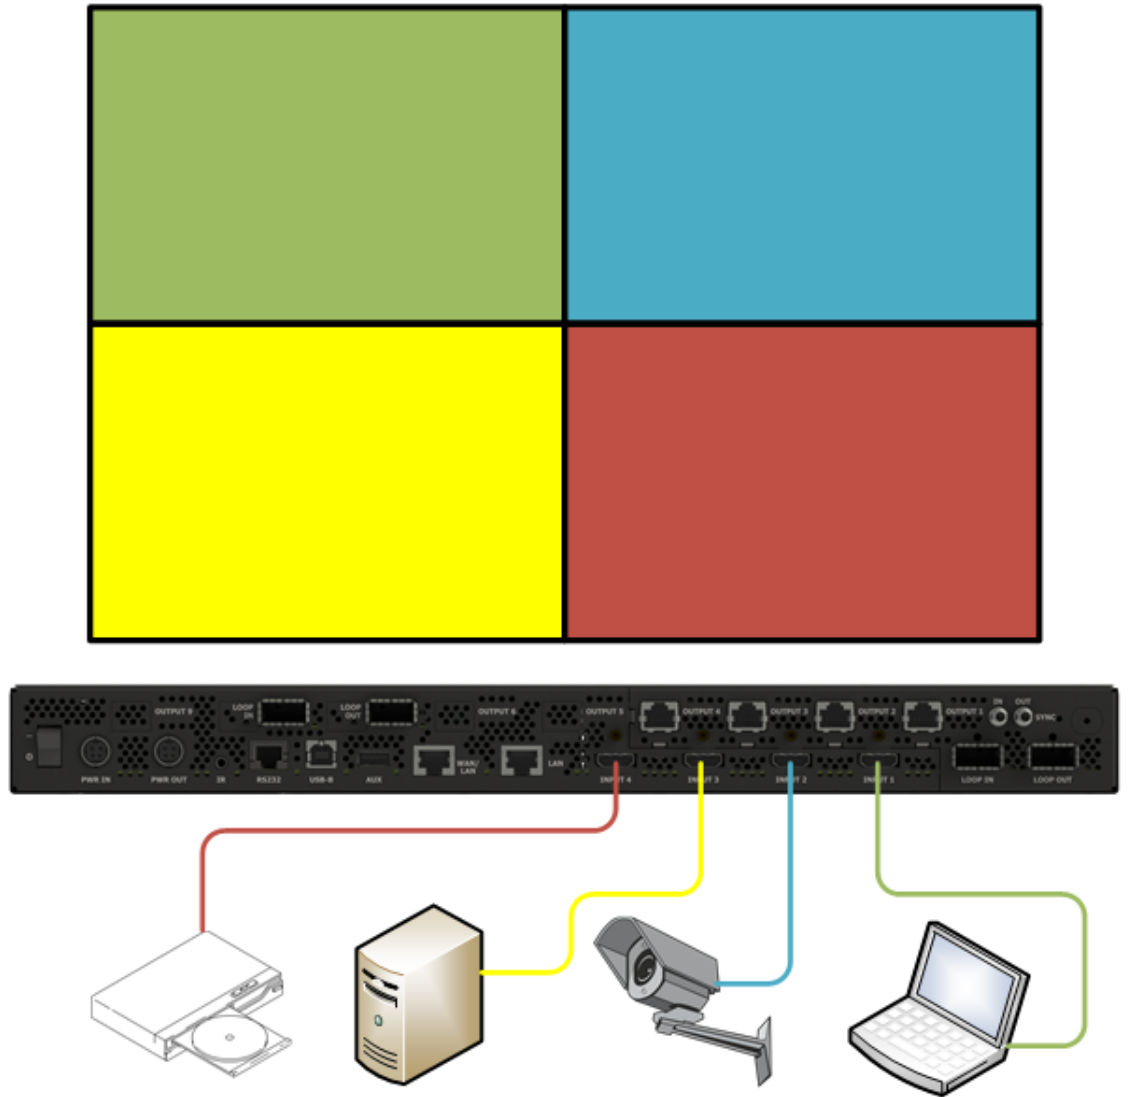 OUTPUT 9
LOOP
IN
LOOP
OUT
OUTPUT 6
OUTPUT 5
OUTPUT 4
OUTPUT 3
OUTPUT 2
OUTPUT 1
IN
OUT
SYNC
PWR IN
PWR OUT
IR
RS232
USB-B
AUX
WAN/
LAN
LAN
INPUT 4
INPUT 3
INPUT 2
INPUT 1
LOOP IN
LOOP OUT